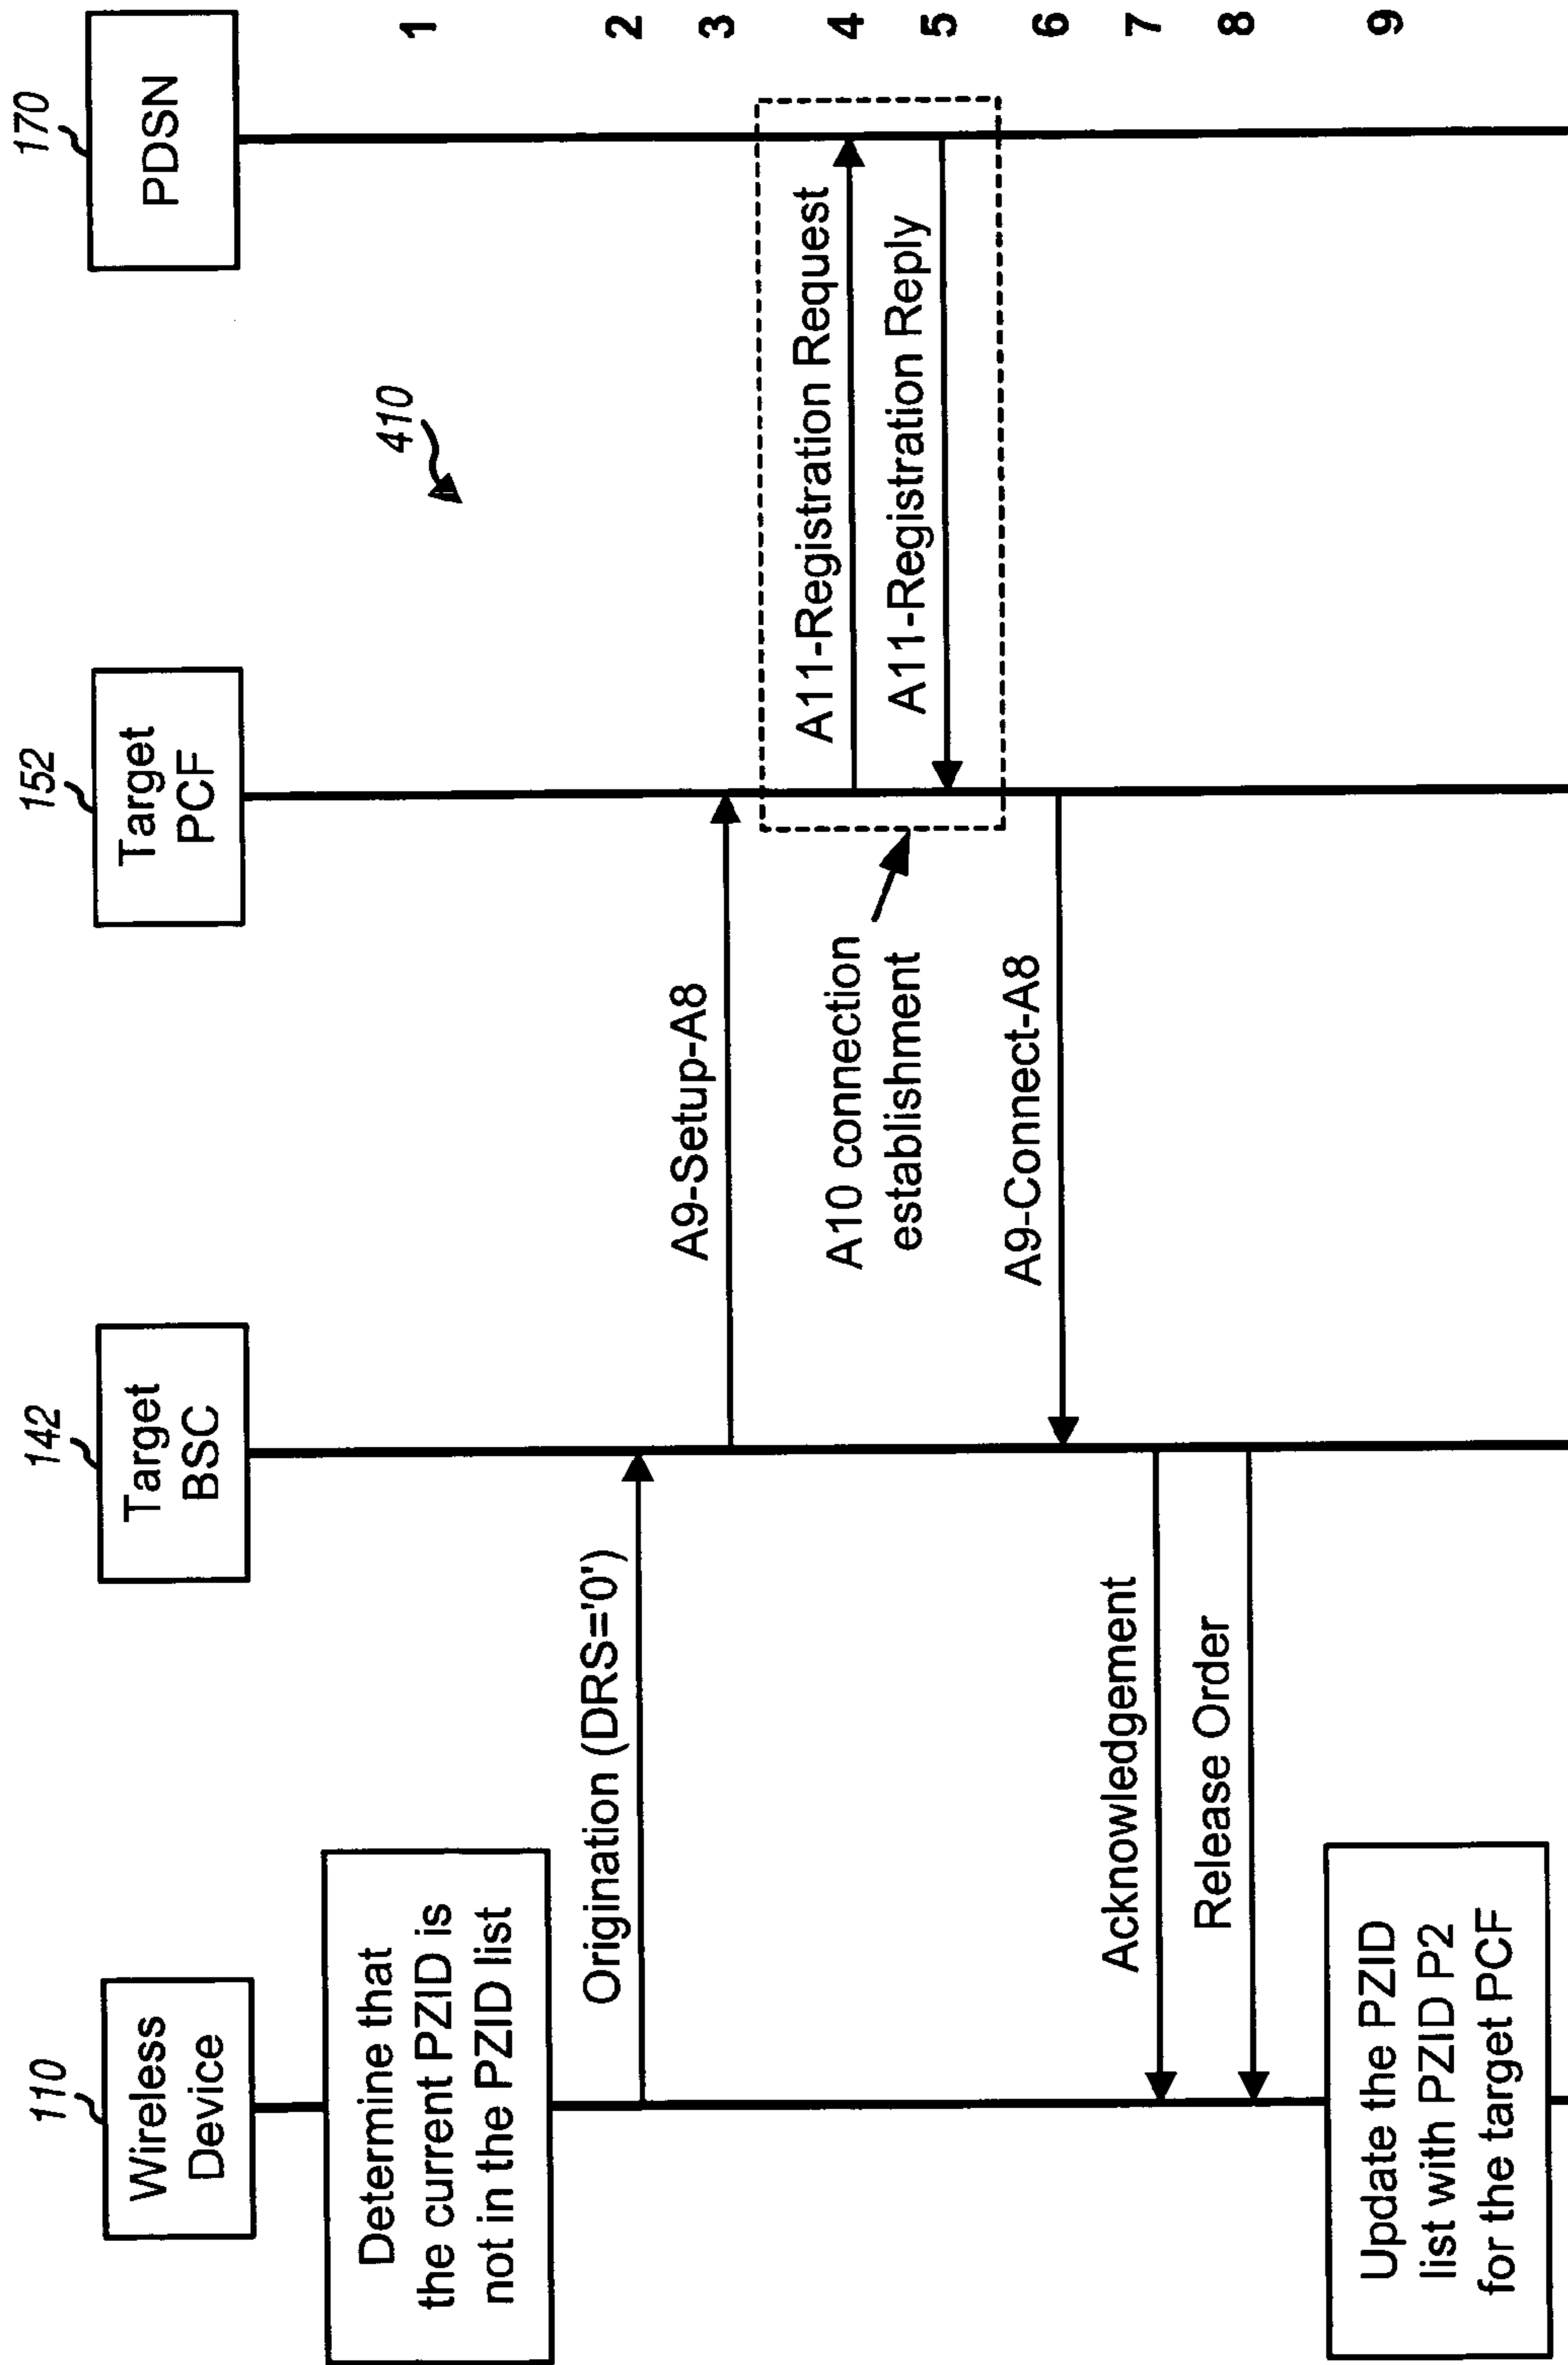 110
Wireless
Device
142
Target
BSC
152
Target
PCF
170
PDSN
410
Determine that
the current PZID is
not in the PZID list
1
Origination (DRS='0')
2
A9-Setup-A8
3
A10 connection
establishment
A11-Registration Request
4
A11-Registration Reply
5
A9-Connect-A8
6
Acknowledgement
7
Release Order
8
Update the PZID
list with PZID P2
for the target PCF
9